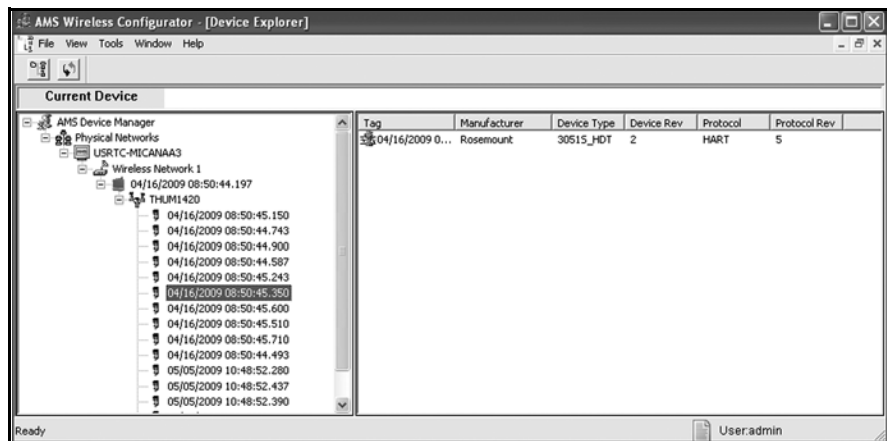 AMS Wireless Configurator - [Device Explorer]
File View Tools Window Help
Current Device
AMS Device Manager
Physical Networks
USRTC-MICANAA3
Wireless Network 1
04/16/2009 08:50:44.197
THUM1420
04/16/2009 08:50:45.150
04/16/2009 08:50:44.743
04/16/2009 08:50:44.900
04/16/2009 08:50:44.587
04/16/2009 08:50:45.243
04/16/2009 08:50:45.350
04/16/2009 08:50:45.600
04/16/2009 08:50:45.510
04/16/2009 08:50:45.710
04/16/2009 08:50:44.493
05/05/2009 10:48:52.280
05/05/2009 10:48:52.437
05/05/2009 10:48:52.390
Tag Manufacturer Device Type Device Rev Protocol Protocol Rev
04/16/2009 0... Rosemount 3051S_HDT 2 HART 5
Ready User:admin